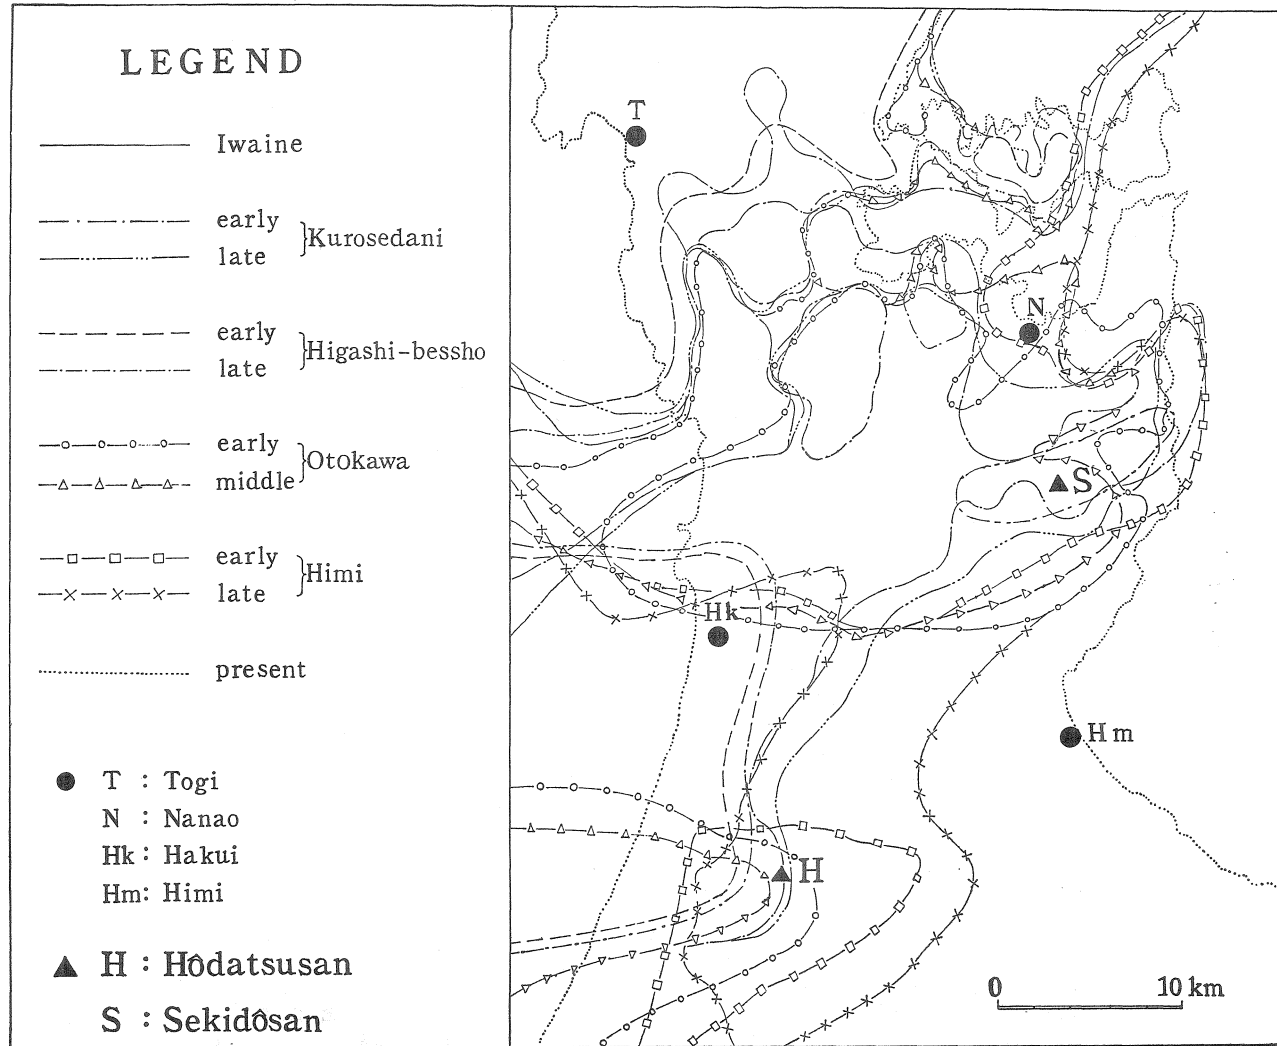 LEGEND
Iwaine
early
late
Kurosedani
early
late
Higashi-bessho
early
middle
Otokawa
early
late
Himi
present
T : Togi
N : Nanao
Hk : Hakui
Hm: Himi
H : Hôdatsusan
S : Sekidôsan
T
N
S
Hk
Hm
H
0 10 km